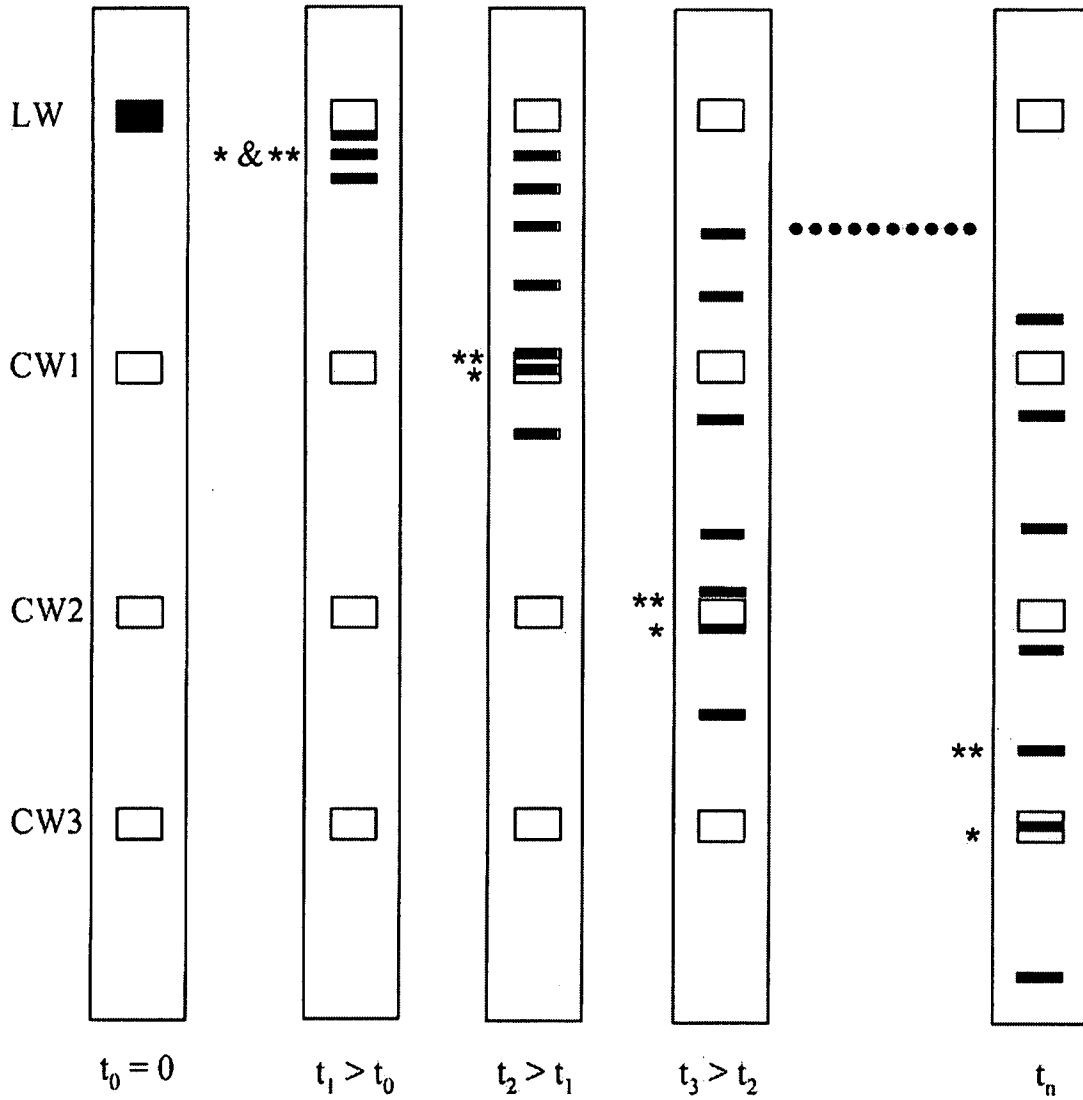 LW
* & **
CW1
**
*
CW2
**
*
**
CW3
*
t₀ = 0
t₁ > t₀
t₂ > t₁
t₃ > t₂
tₙ